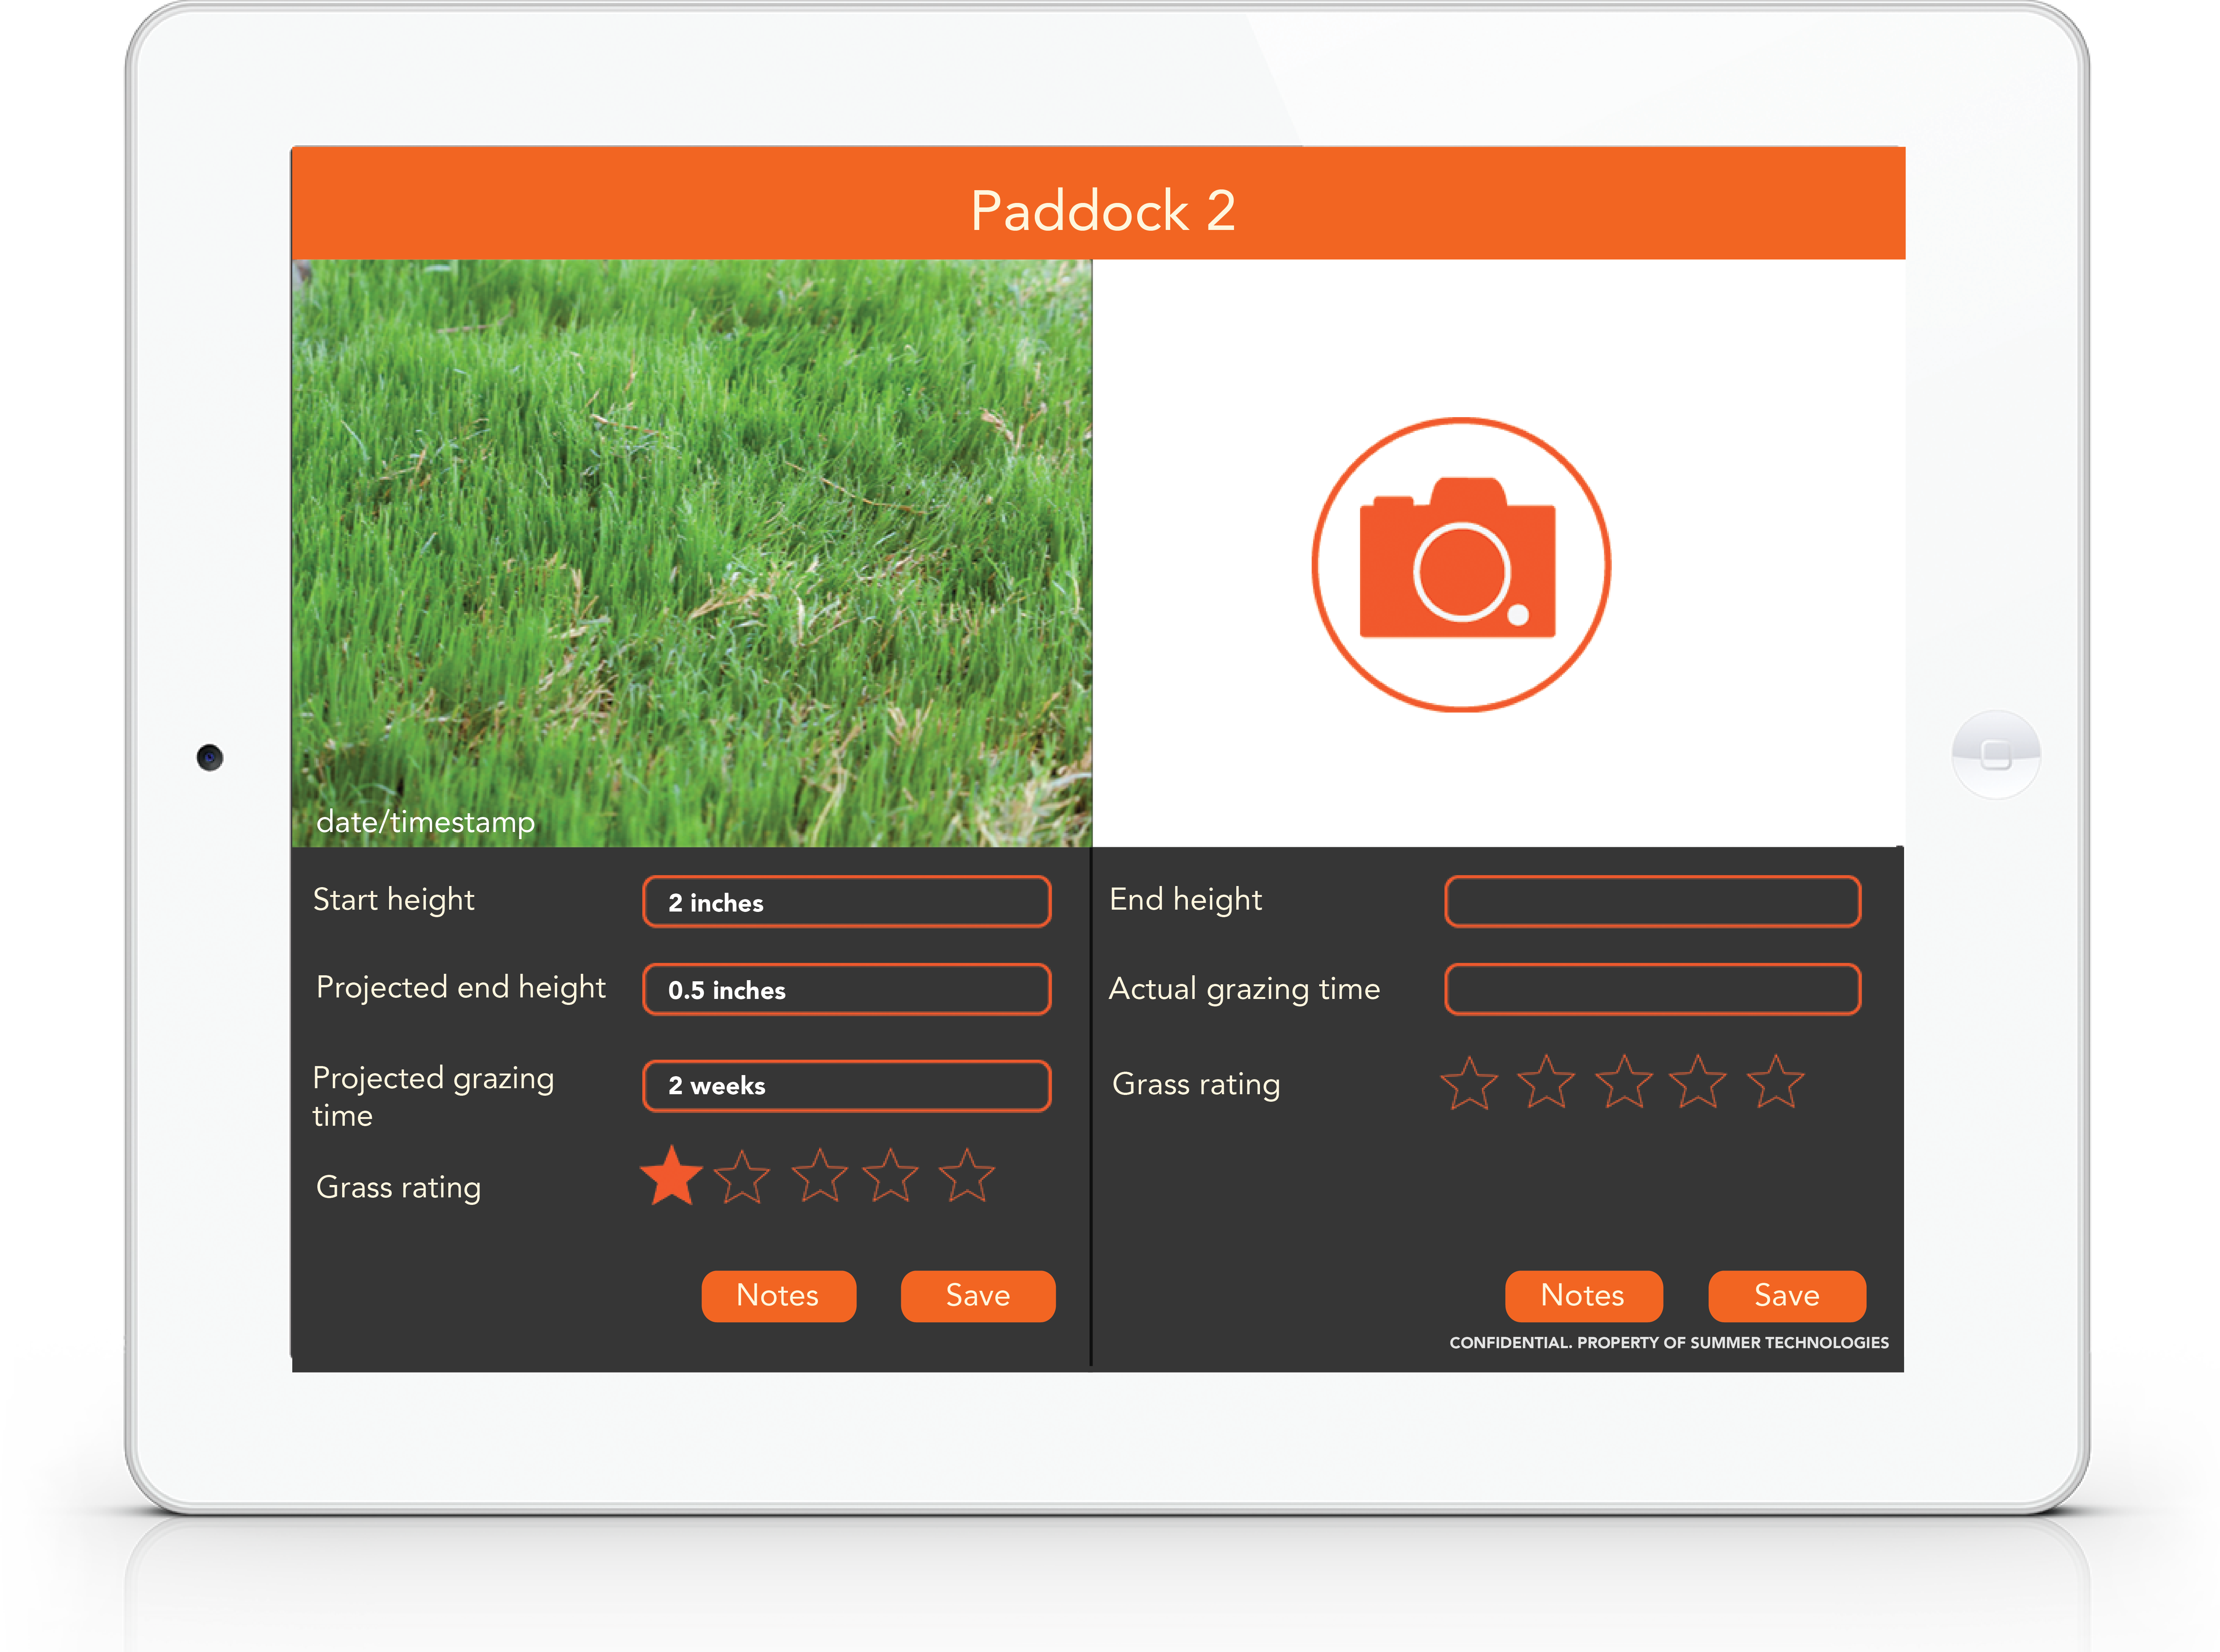 Paddock 2
date/timestamp
Start height
2 inches
Projected end height
0.5 inches
Projected grazing
time
2 weeks
Grass rating
Notes
Save
End height
Actual grazing time
Grass rating
Notes
Save
CONFIDENTIAL. PROPERTY OF SUMMER TECHNOLOGIES